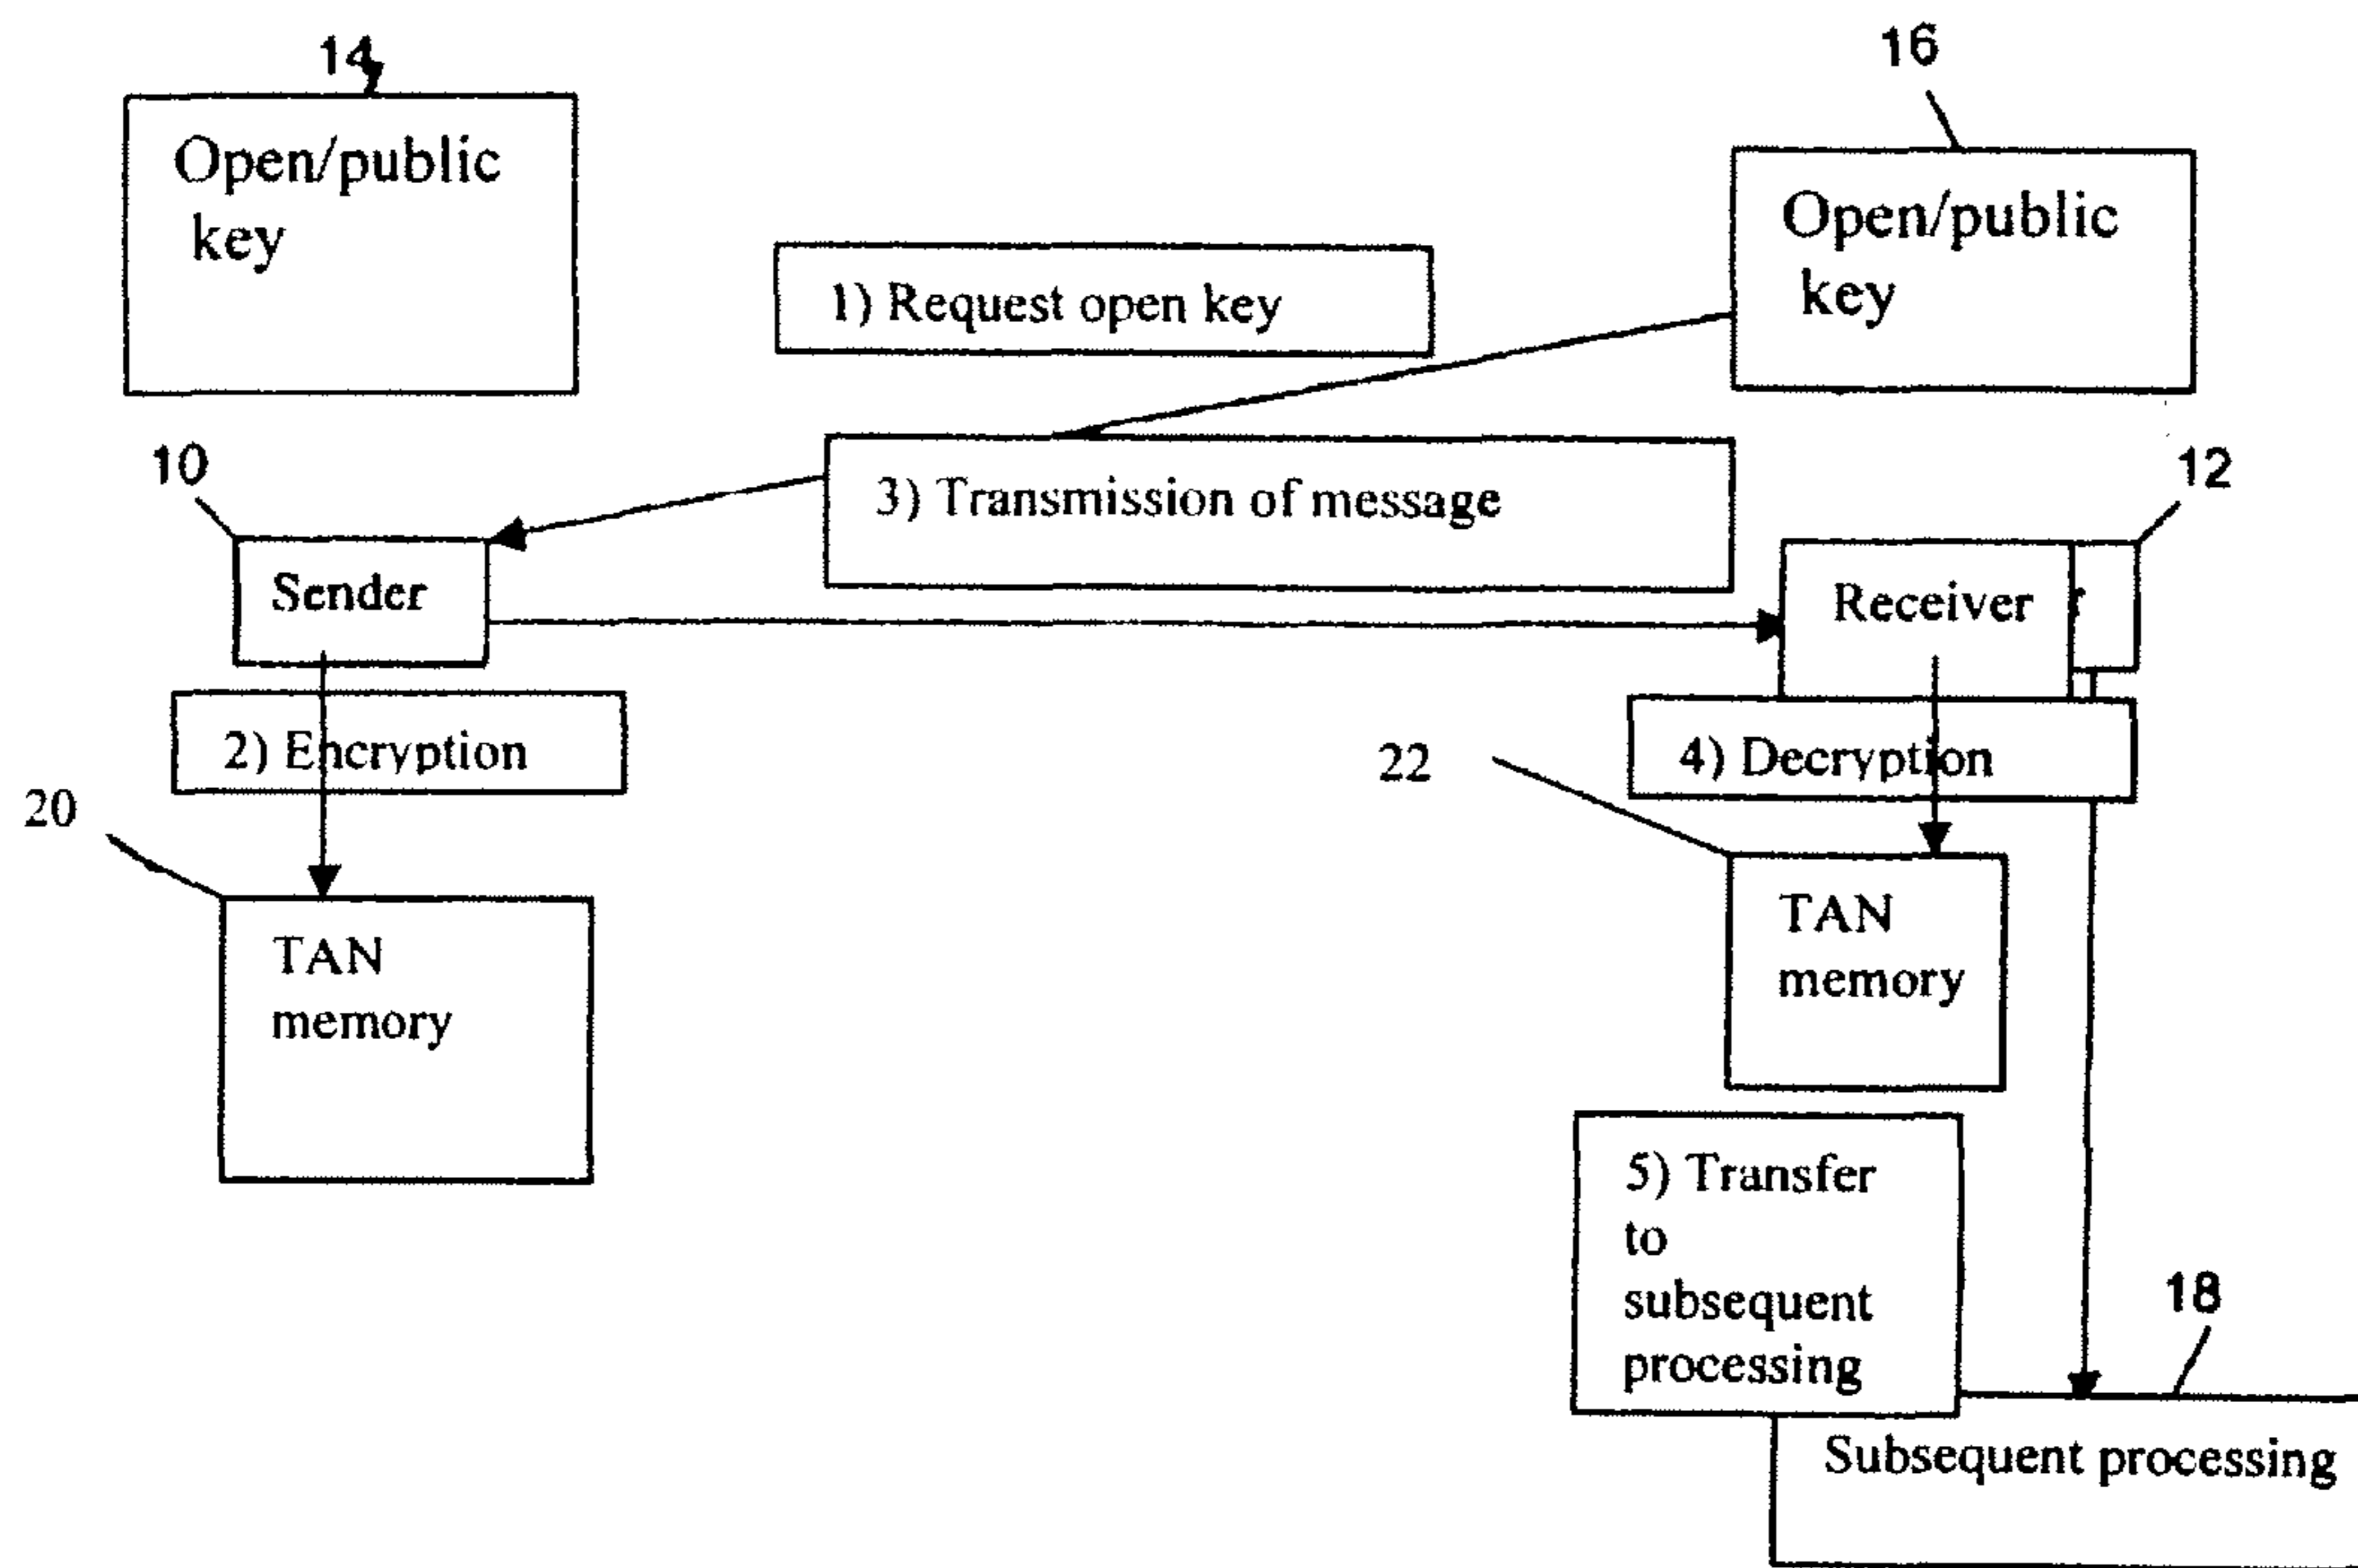 14
16
Open/public
key
Open/public
key
1) Request open key
10
12
3) Transmission of message
Sender
Receiver
r
2) Encryption
22
4) Decryption
20
TAN
memory
TAN
memory
5) Transfer
to
subsequent
processing
18
Subsequent processing